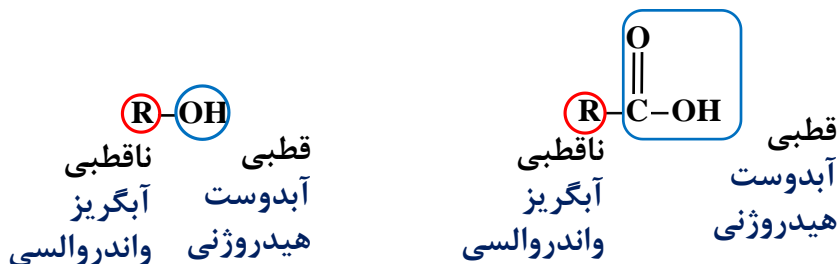 R–OH
قطبی
ناقطبی
آبدوست
آبگریز
هیدروژنی
واندروالسی
O
R–C–OH
قطبی
ناقطبی
آبدوست
آبگریز
هیدروژنی
واندروالسی